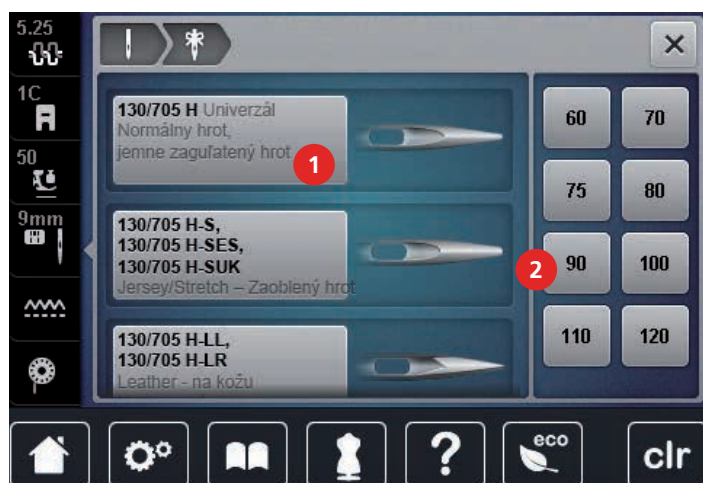 5.25
1C
50
9mm
130/705 H Univerzál
Normálny hrot,
jemne zaguľatený hrot
1
130/705 H-S,
130/705 H-SES,
130/705 H-SUK
Jersey/Stretch – Zaoblený hrot
130/705 H-LL,
130/705 H-LR
Leather - na kožu
60 70
75 80
2
90 100
110 120
? eco clr